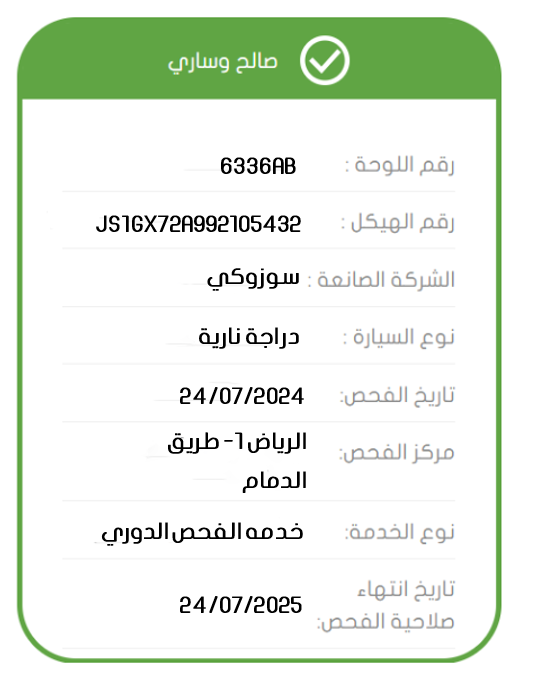 صالح وساري
رقم اللوحة : 6336AB
رقم الهيكل : JS1GX72A992105432
الشركة الصانعة : سوزوكي
نوع السيارة : دراجة نارية
تاريخ الفحص: 24/07/2024
مركز الفحص: الرياض 1- طريق
الدمام
نوع الخدمة: خدمه الفحص الدوري
تاريخ انتهاء
صلاحية الفحص: 24/07/2025